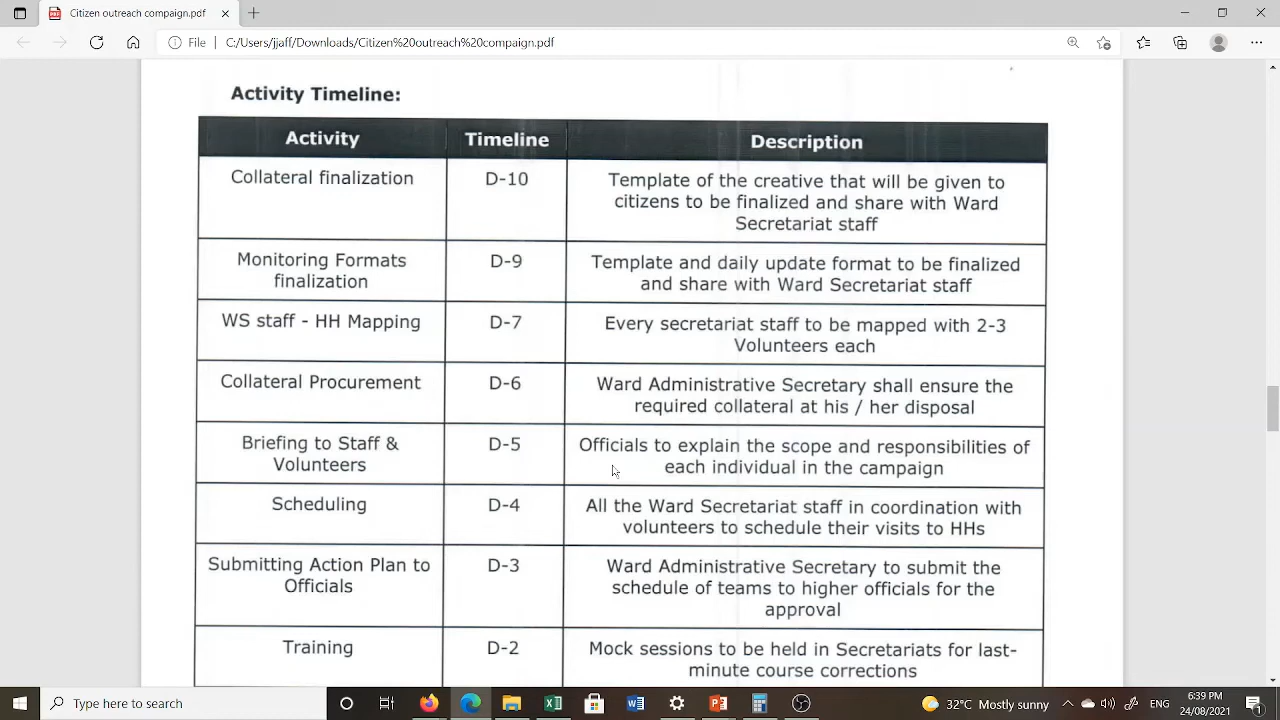 Citizen outreach compaign.pdf
File
C:/Users/jjaff/Downloads/Citizen%20outreach%20compaign.pdf
Activity Timeline:
Activity Timeline Description
Collateral finalization D-10 Template of the creative that will be given to
citizens to be finalized and share with Ward
Secretariat staff
Monitoring Formats D-9 Template and daily update format to be finalized
finalization and share with Ward Secretariat staff
WS staff - HH Mapping D-7 Every secretariat staff to be mapped with 2-3
Volunteers each
Collateral Procurement D-6 Ward Administrative Secretary shall ensure the
required collateral at his / her disposal
Briefing to Staff & D-5 Officials to explain the scope and responsibilities of
Volunteers each individual in the campaign
Scheduling D-4 All the Ward Secretariat staff in coordination with
volunteers to schedule their visits to HHs
Submitting Action Plan to D-3 Ward Administrative Secretary to submit the
Officials schedule of teams to higher officials for the
approval
Training D-2 Mock sessions to be held in Secretariats for last-
minute course corrections
Type here to search
33°C Mostly sunny
ENG
6:39 PM
24/08/2021